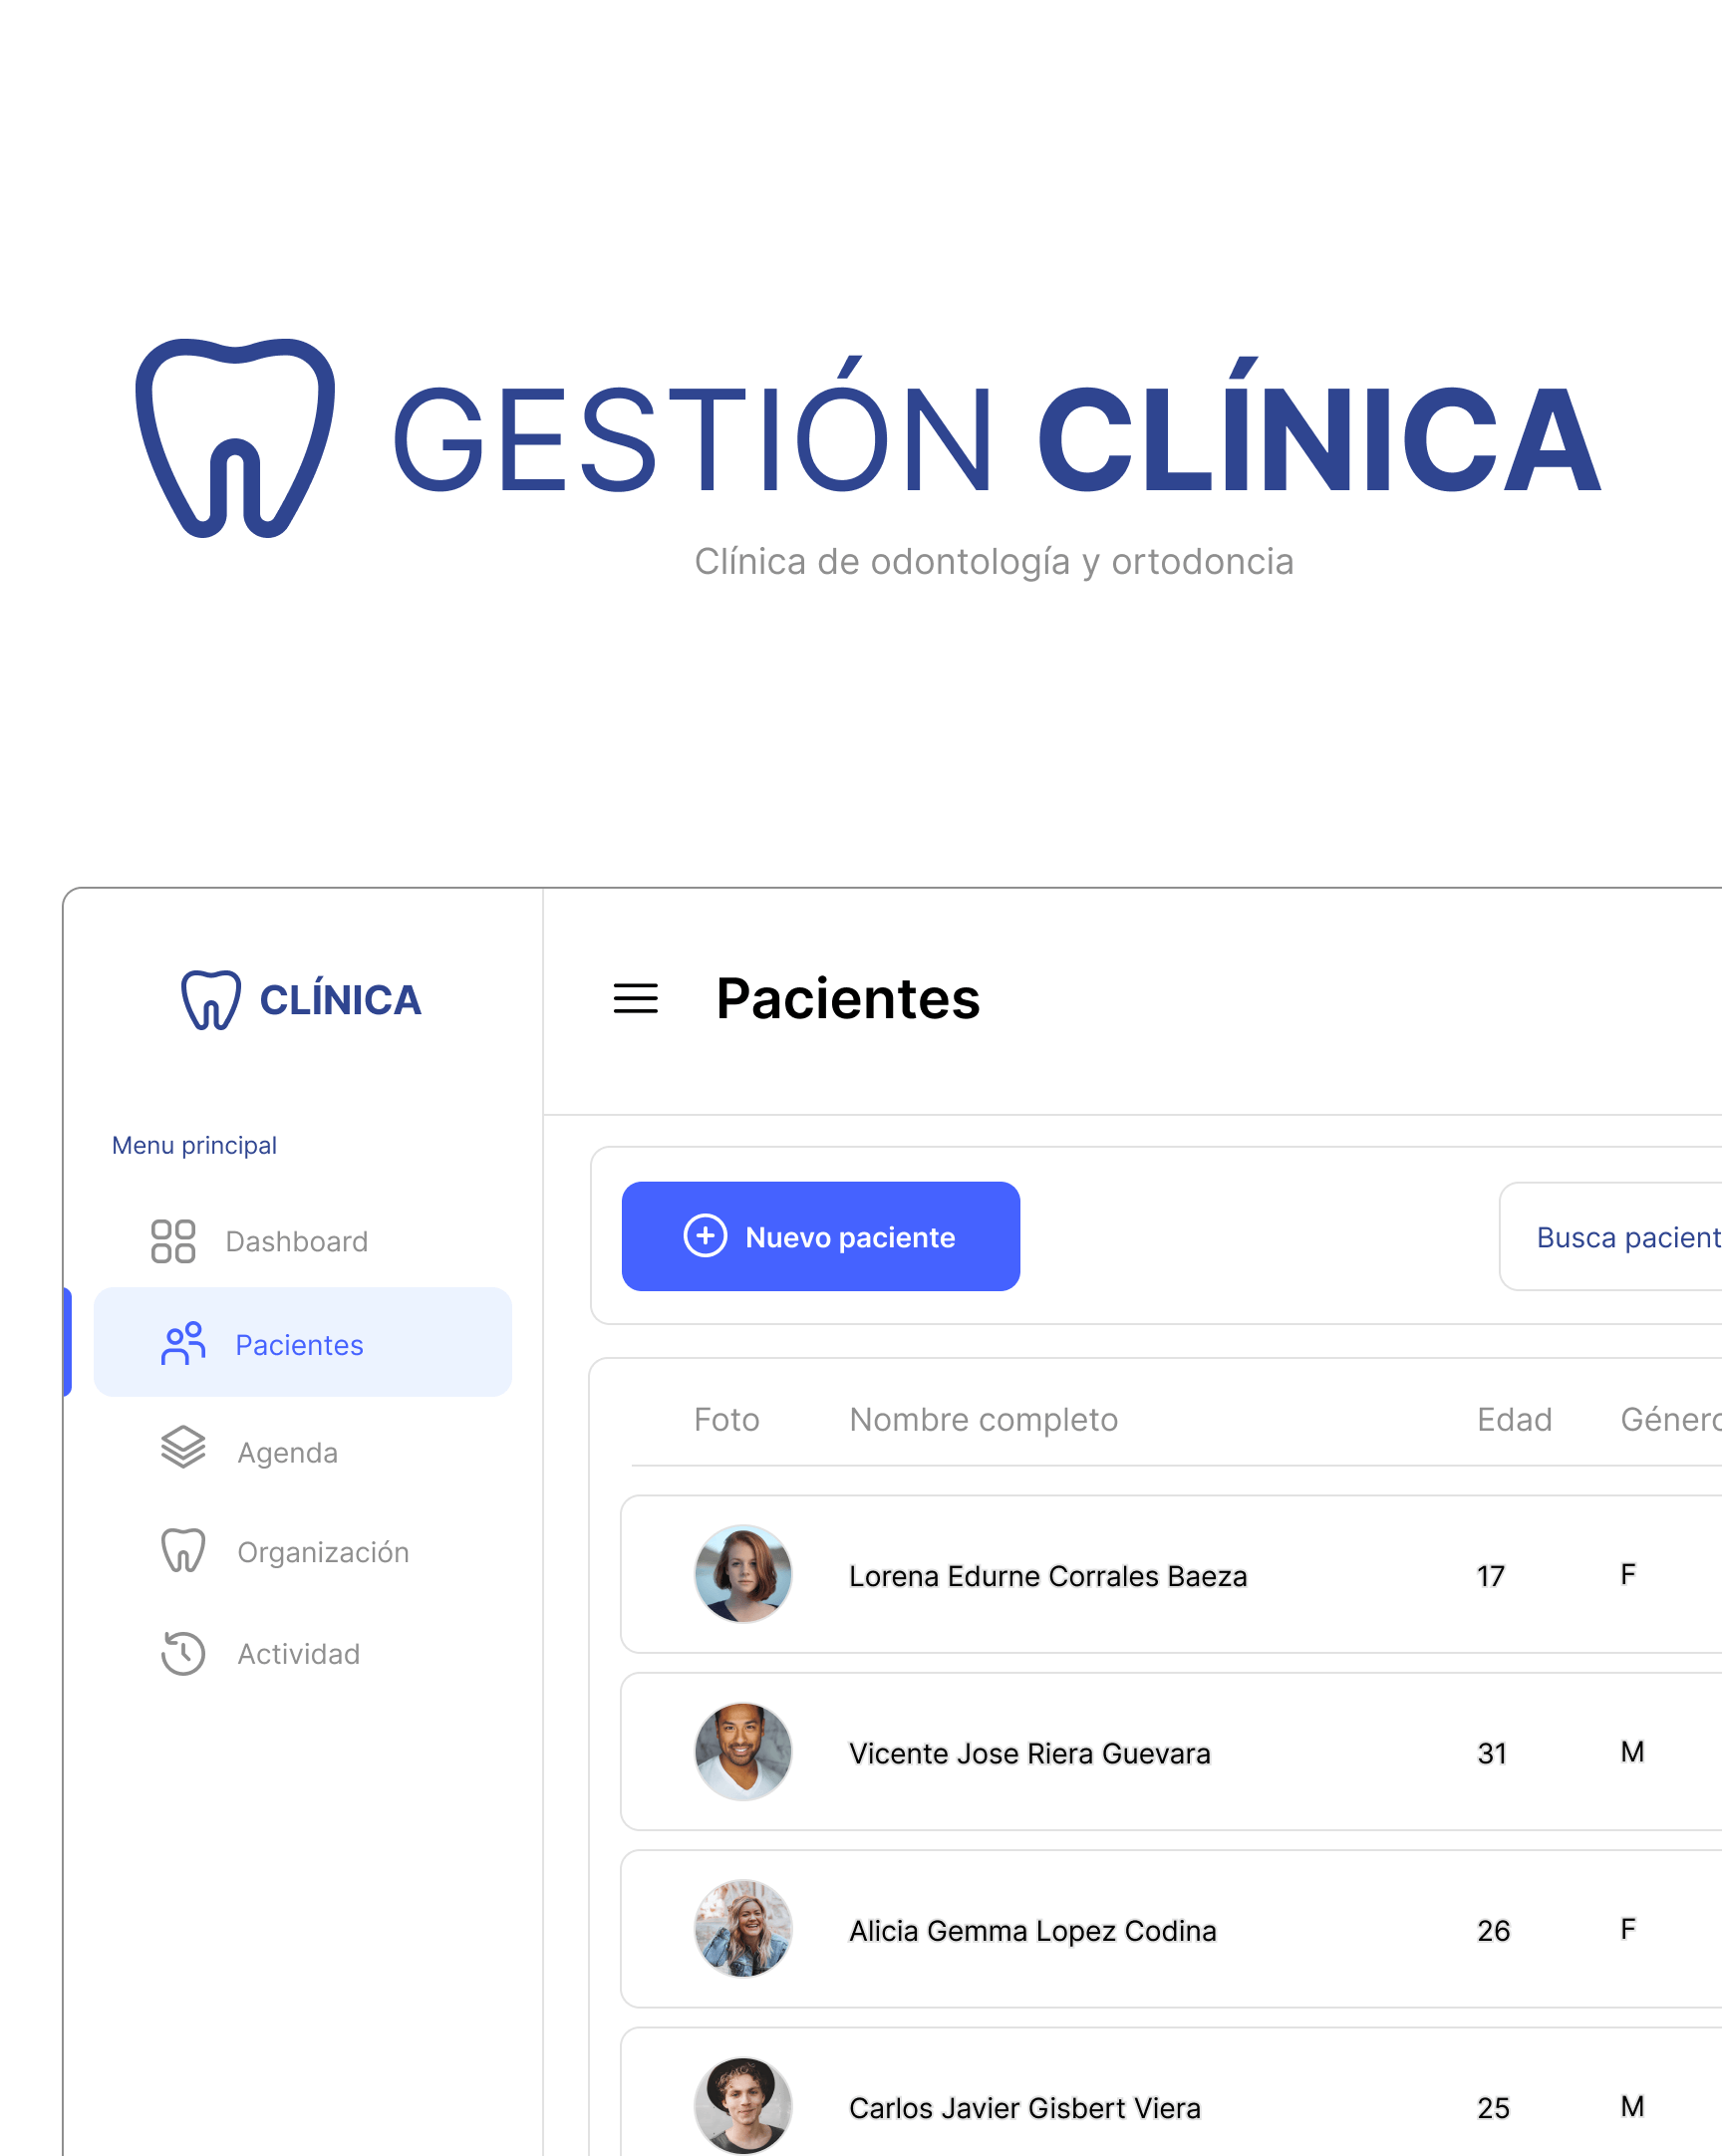 GESTIÓN CLÍNICA
Clínica de odontología y ortodoncia
CLÍNICA
Menu principal
Dashboard
Pacientes
Agenda
Organización
Actividad
Pacientes
Nuevo paciente
Busca pacient
Foto Nombre completo Edad Género
Lorena Edurne Corrales Baeza 17 F
Vicente Jose Riera Guevara 31 M
Alicia Gemma Lopez Codina 26 F
Carlos Javier Gisbert Viera 25 M